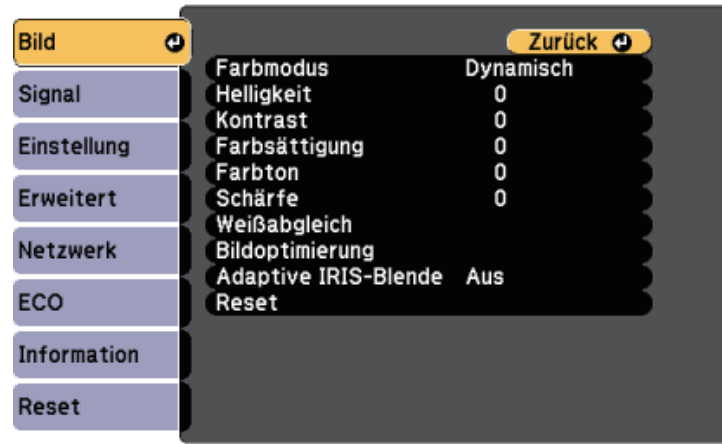 Bild
Signal
Einstellung
Erweitert
Netzwerk
ECO
Information
Reset
Zurück
Farbmodus Dynamisch
Helligkeit 0
Kontrast 0
Farbsättigung 0
Farbton 0
Schärfe 0
Weißabgleich
Bildoptimierung
Adaptive IRIS-Blende Aus
Reset